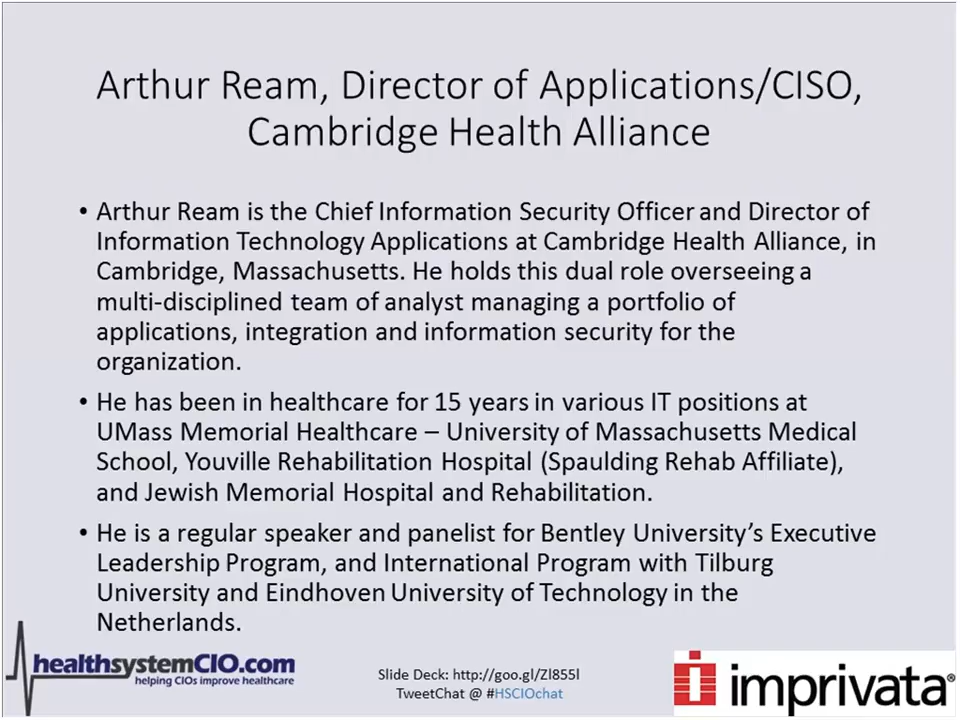 Arthur Ream, Director of Applications/CISO,
Cambridge Health Alliance
• Arthur Ream is the Chief Information Security Officer and Director of
Information Technology Applications at Cambridge Health Alliance, in
Cambridge, Massachusetts. He holds this dual role overseeing a
multi-disciplined team of analyst managing a portfolio of
applications, integration and information security for the
organization.
• He has been in healthcare for 15 years in various IT positions at
UMass Memorial Healthcare – University of Massachusetts Medical
School, Youville Rehabilitation Hospital (Spaulding Rehab Affiliate),
and Jewish Memorial Hospital and Rehabilitation.
• He is a regular speaker and panelist for Bentley University’s Executive
Leadership Program, and International Program with Tilburg
University and Eindhoven University of Technology in the
Netherlands.
healthsystemCIO.com
helping CIOs improve healthcare
Slide Deck: http://goo.gl/Zl855l
TweetChat @ #HSCIOchat
imprivata®